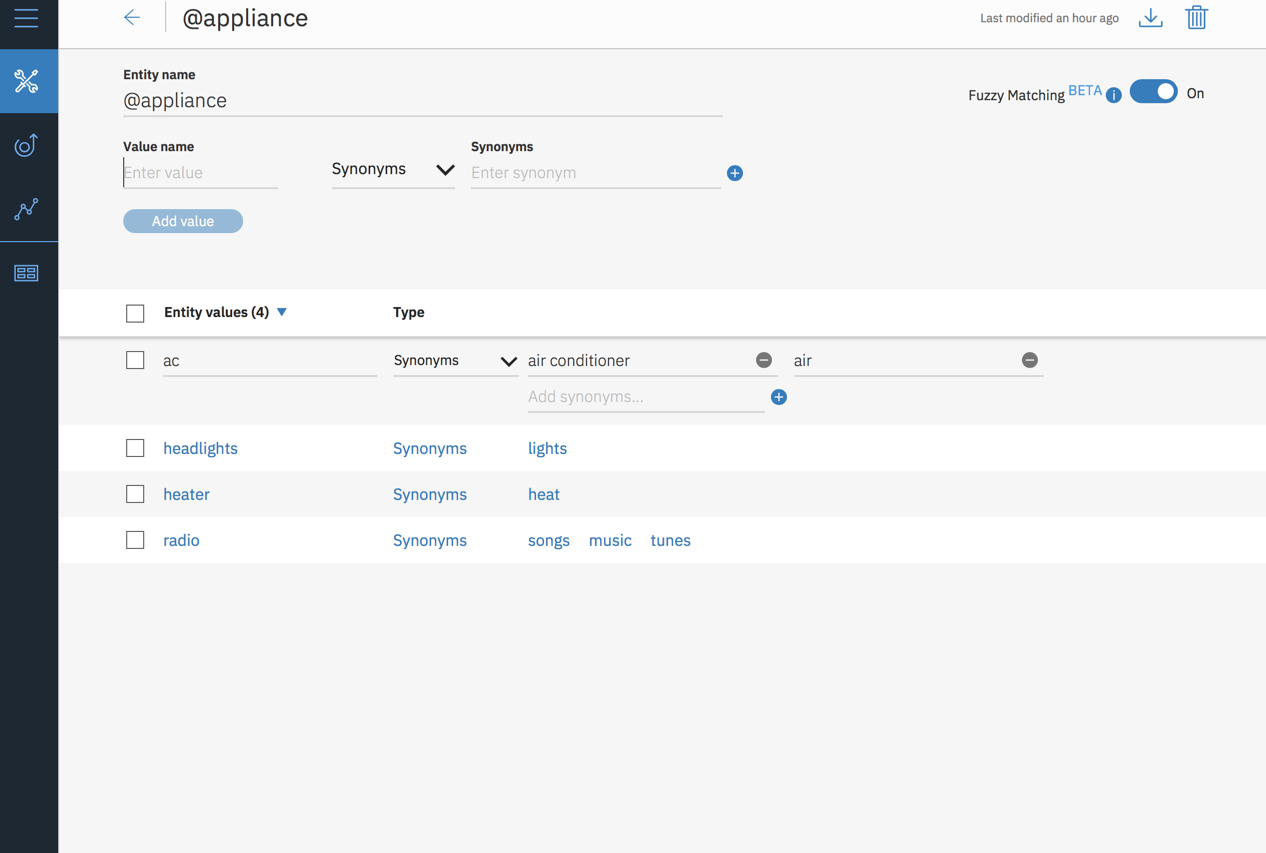 @appliance
Last modified an hour ago
Entity name
@appliance
Fuzzy Matching BETA i On
Value name
Synonyms
Enter value
Synonyms
Enter synonym
Add value
Entity values (4)
Type
ac
Synonyms
air conditioner
air
Add synonyms...
headlights
Synonyms
lights
heater
Synonyms
heat
radio
Synonyms
songs music tunes